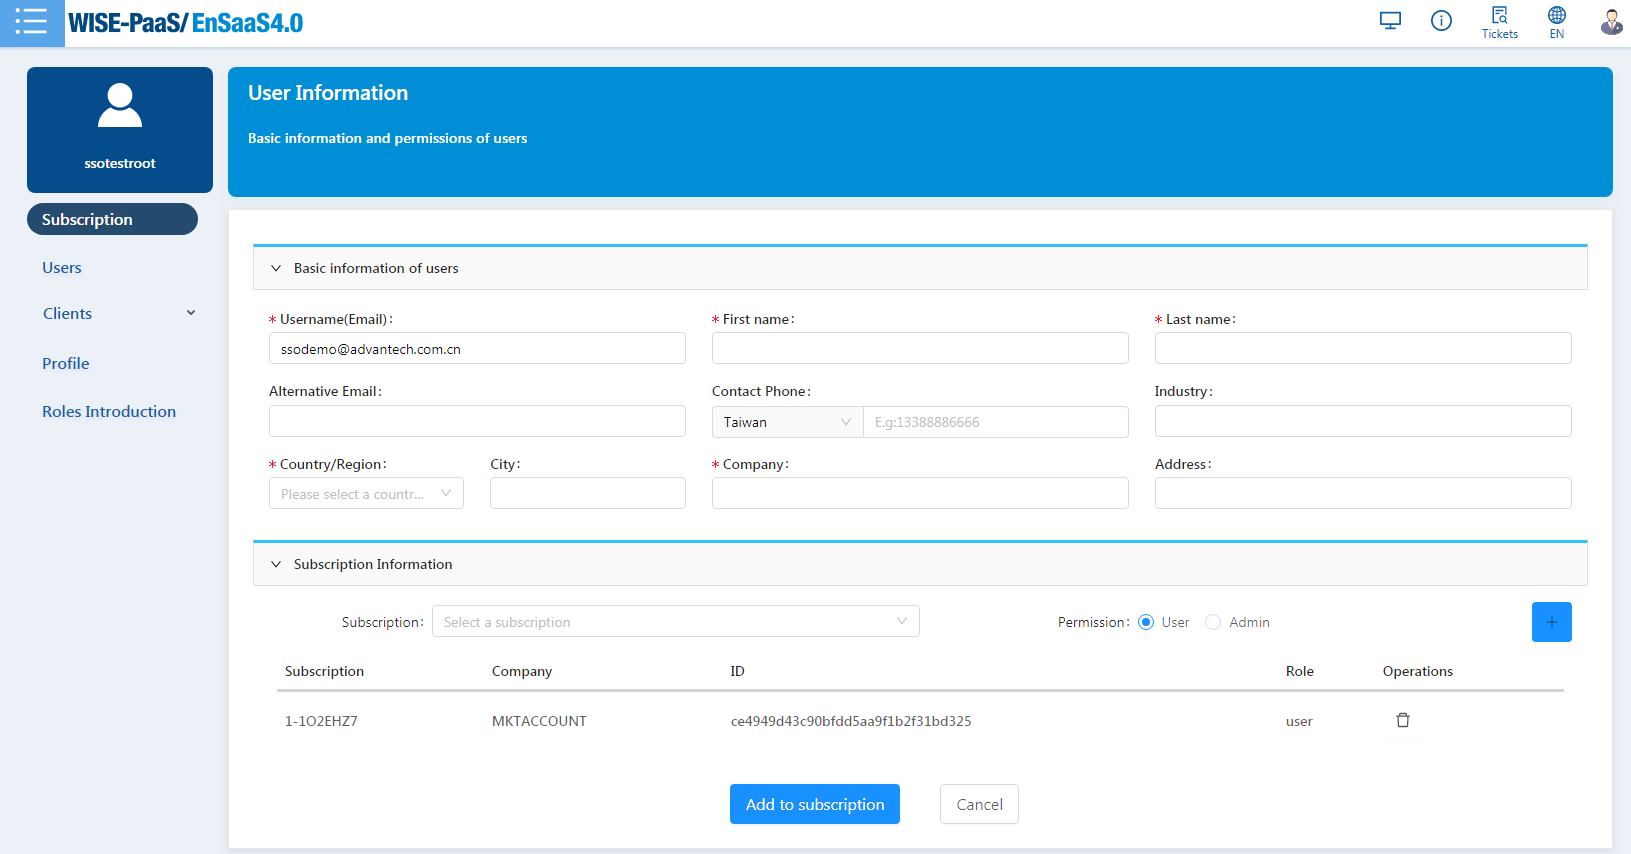 WISE-PaaS/EnSaaS4.0
Tickets
EN
ssotestroot
Subscription
Users
Clients
Profile
Roles Introduction
User Information
Basic information and permissions of users
Basic information of users
* Username(Email): * First name: * Last name:
ssodemo@advantech.com.cn
Alternative Email: Contact Phone: Industry:
Taiwan E.g:13388886666
* Country/Region: City: * Company: Address:
Please select a countr...
Subscription Information
Subscription: Select a subscription Permission: User Admin
Subscription Company ID Role Operations
1-1O2EHZ7 MKTACCOUNT ce4949d43c90bfdd5aa9f1b2f31bd325 user
Add to subscription Cancel